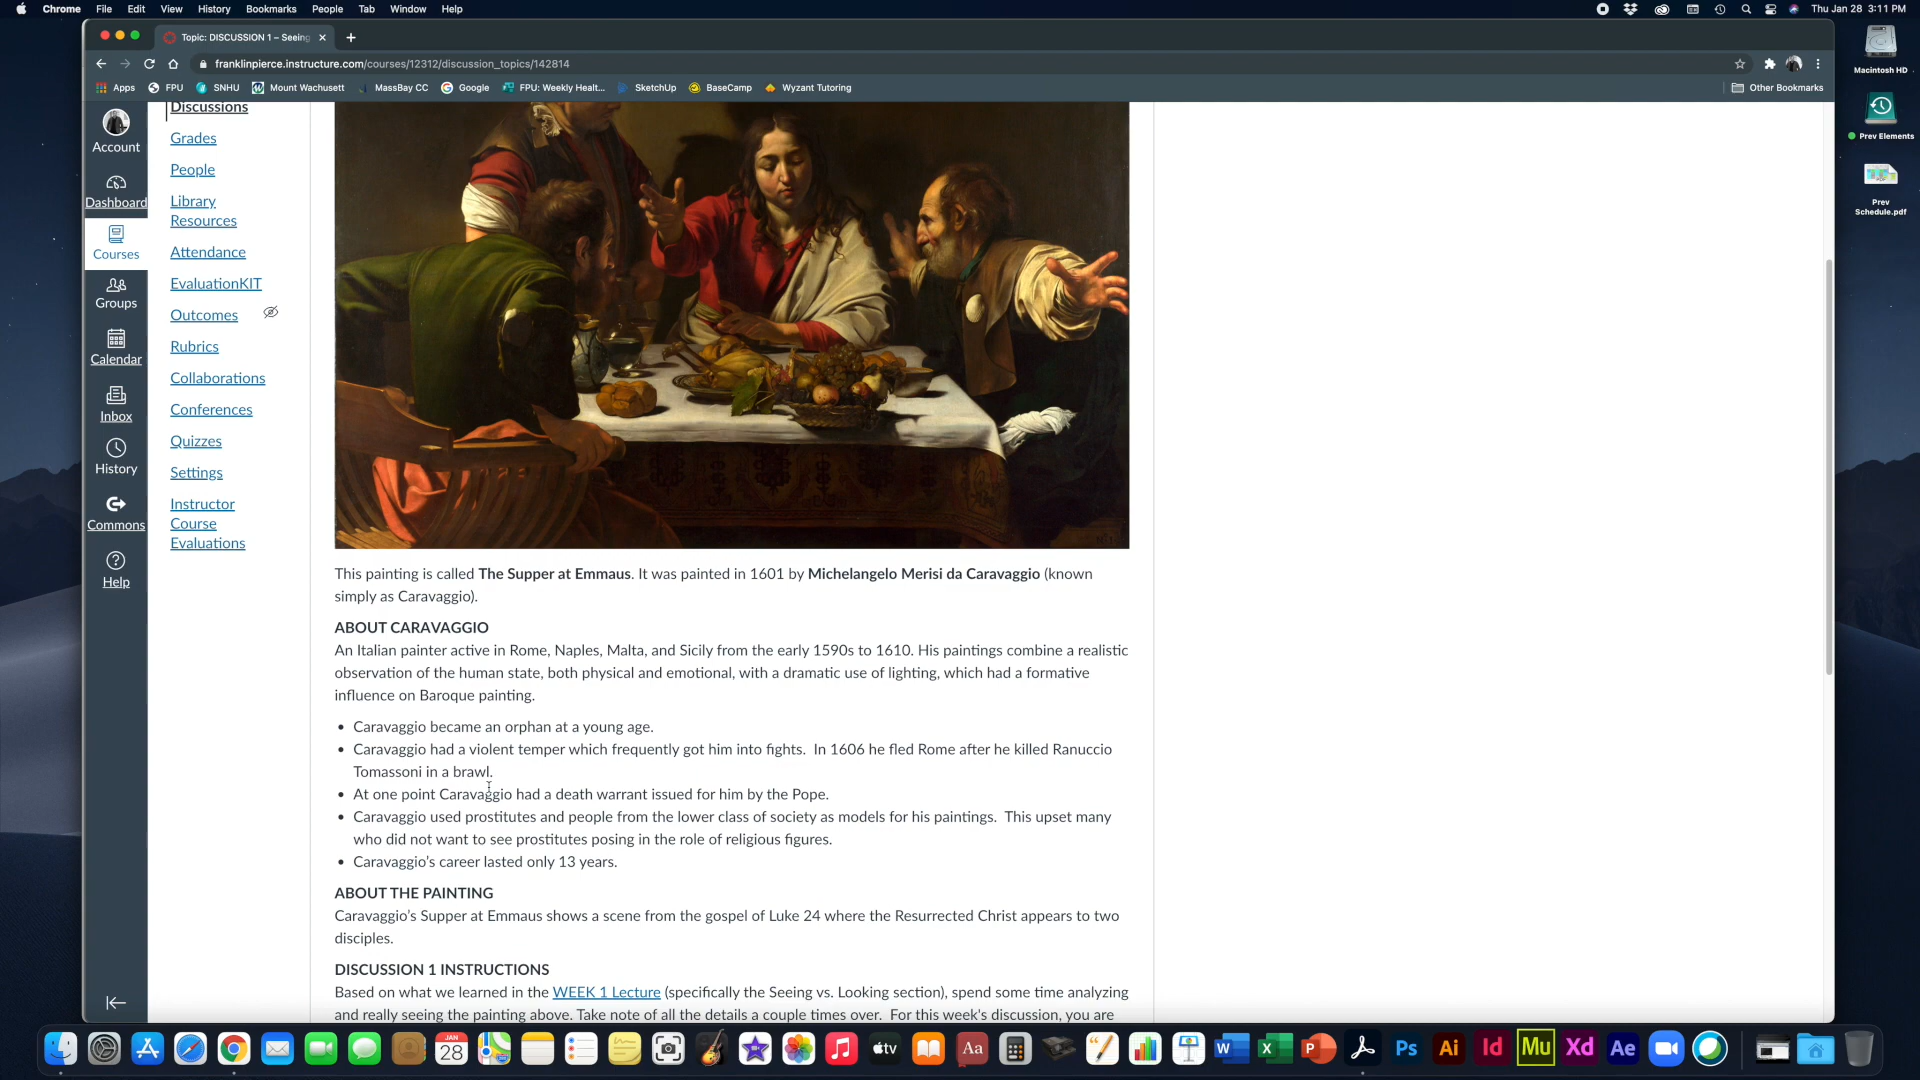 Chrome File Edit View History Bookmarks People Tab Window Help
Thu Jan 28 3:11 PM
Topic: DISCUSSION 1 – Seeing
franklinpierce.instructure.com/courses/12312/discussion_topics/142814
Apps FPU SNHU Mount Wachusett MassBay CC Google FPU: Weekly Healt... SketchUp BaseCamp Wyzant Tutoring Other Bookmarks
Macintosh HD
Prev Elements
Prev
Schedule.pdf
Account
Dashboard
Courses
Groups
Calendar
Inbox
History
Commons
Help
Discussions
Grades
People
Library
Resources
Attendance
EvaluationKIT
Outcomes
Rubrics
Collaborations
Conferences
Quizzes
Settings
Instructor
Course
Evaluations
This painting is called The Supper at Emmaus. It was painted in 1601 by Michelangelo Merisi da Caravaggio (known
simply as Caravaggio).
ABOUT CARAVAGGIO
An Italian painter active in Rome, Naples, Malta, and Sicily from the early 1590s to 1610. His paintings combine a realistic
observation of the human state, both physical and emotional, with a dramatic use of lighting, which had a formative
influence on Baroque painting.
• Caravaggio became an orphan at a young age.
• Caravaggio had a violent temper which frequently got him into fights. In 1606 he fled Rome after he killed Ranuccio
Tomassoni in a brawl.
• At one point Caravaggio had a death warrant issued for him by the Pope.
• Caravaggio used prostitutes and people from the lower class of society as models for his paintings. This upset many
who did not want to see prostitutes posing in the role of religious figures.
• Caravaggio's career lasted only 13 years.
ABOUT THE PAINTING
Caravaggio's Supper at Emmaus shows a scene from the gospel of Luke 24 where the Resurrected Christ appears to two
disciples.
DISCUSSION 1 INSTRUCTIONS
Based on what we learned in the WEEK 1 Lecture (specifically the Seeing vs. Looking section), spend some time analyzing
and really seeing the painting above. Take note of all the details a couple times over. For this week's discussion, you are
JAN
28
tv
Aa
W
X
P
Ps
Ai
Id
Mu
Xd
Ae